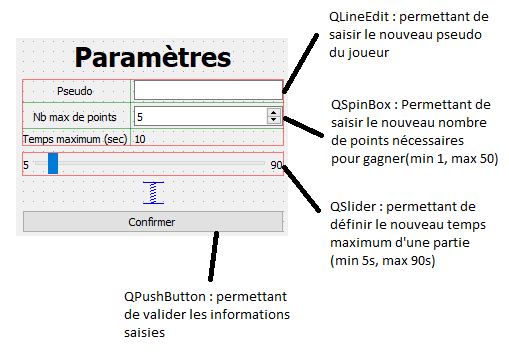 Paramètres
Pseudo
Nb max de points 5
Temps maximum (sec) 10
5 90
Confirmer
QLineEdit : permettant de
saisir le nouveau pseudo
du joueur
QSpinBox : Permettant de
saisir le nouveau nombre
de points nécessaires
pour gagner(min 1, max 50)
QSlider : permettant de
définir le nouveau temps
maximum d'une partie
(min 5s, max 90s)
QPushButton : permettant
de valider les informations
saisies